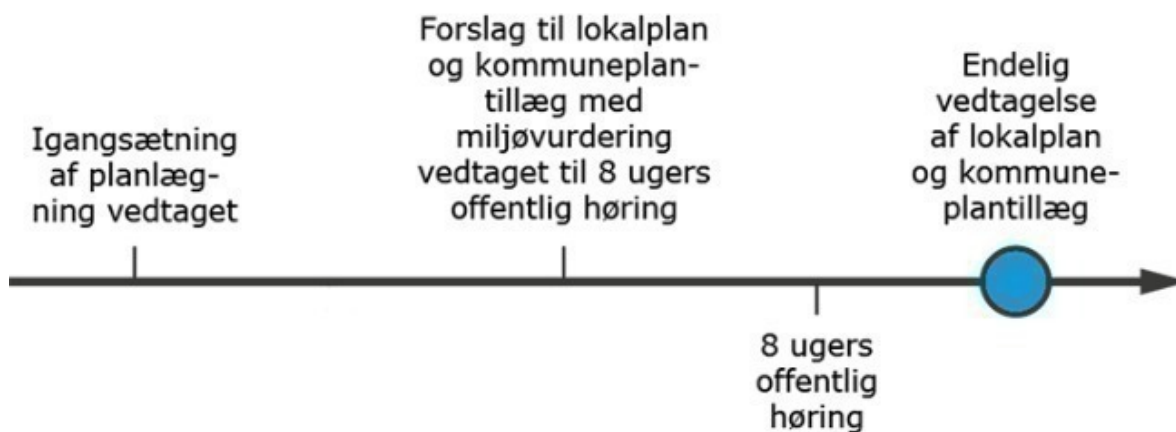 Igangsætning
af planlæg-
ning vedtaget
Forslag til lokalplan
og kommuneplan-
tillæg med
miljøvurdering
vedtaget til 8 ugers
offentlig høring
8 ugers
offentlig
høring
Endelig
vedtagelse
af lokalplan
og kommune-
plantillæg